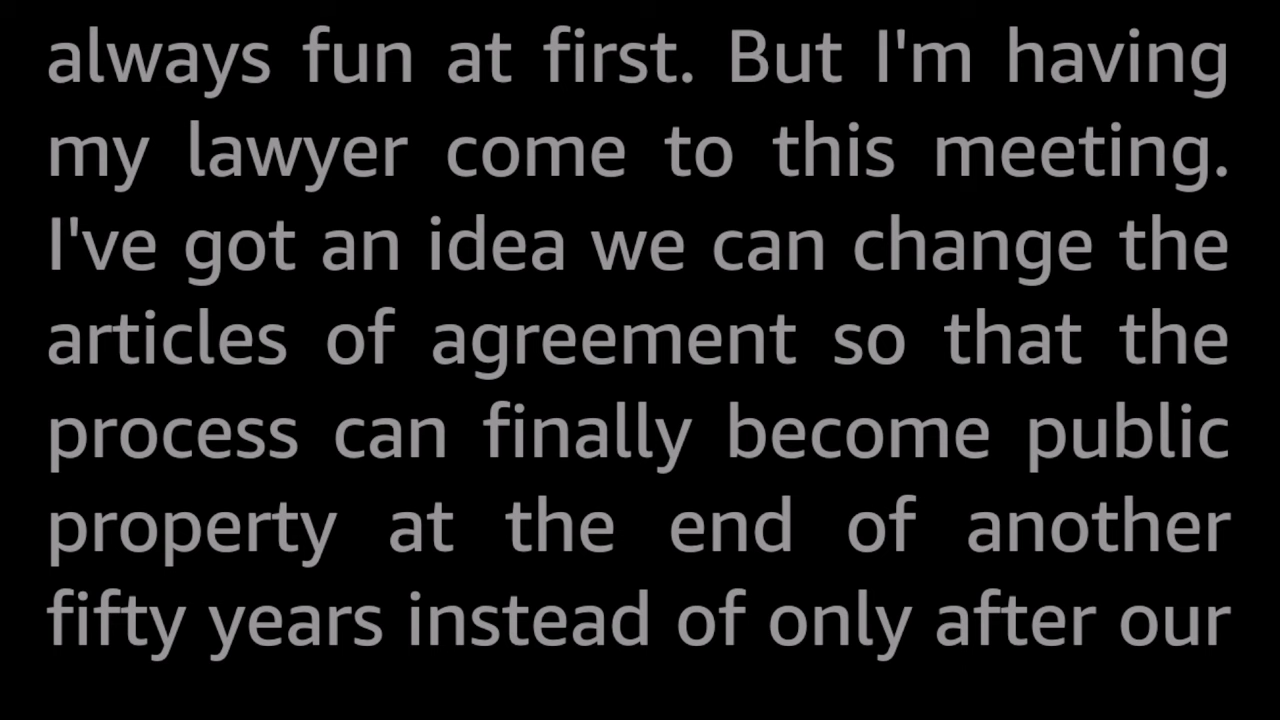 always fun at first. But I'm having
my lawyer come to this meeting.
I've got an idea we can change the
articles of agreement so that the
process can finally become public
property at the end of another
fifty years instead of only after our